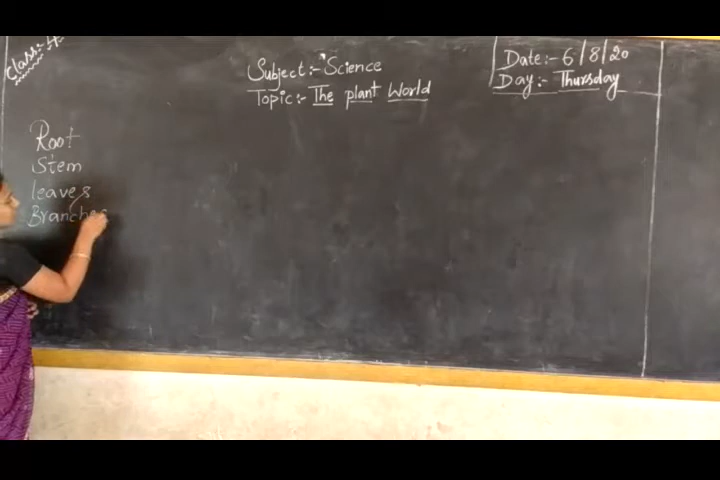 Class:- 4
Subject:- Science
Topic:- The plant World
Date:- 6/8/20
Day:- Thursday
Root
Stem
leaves
Branches